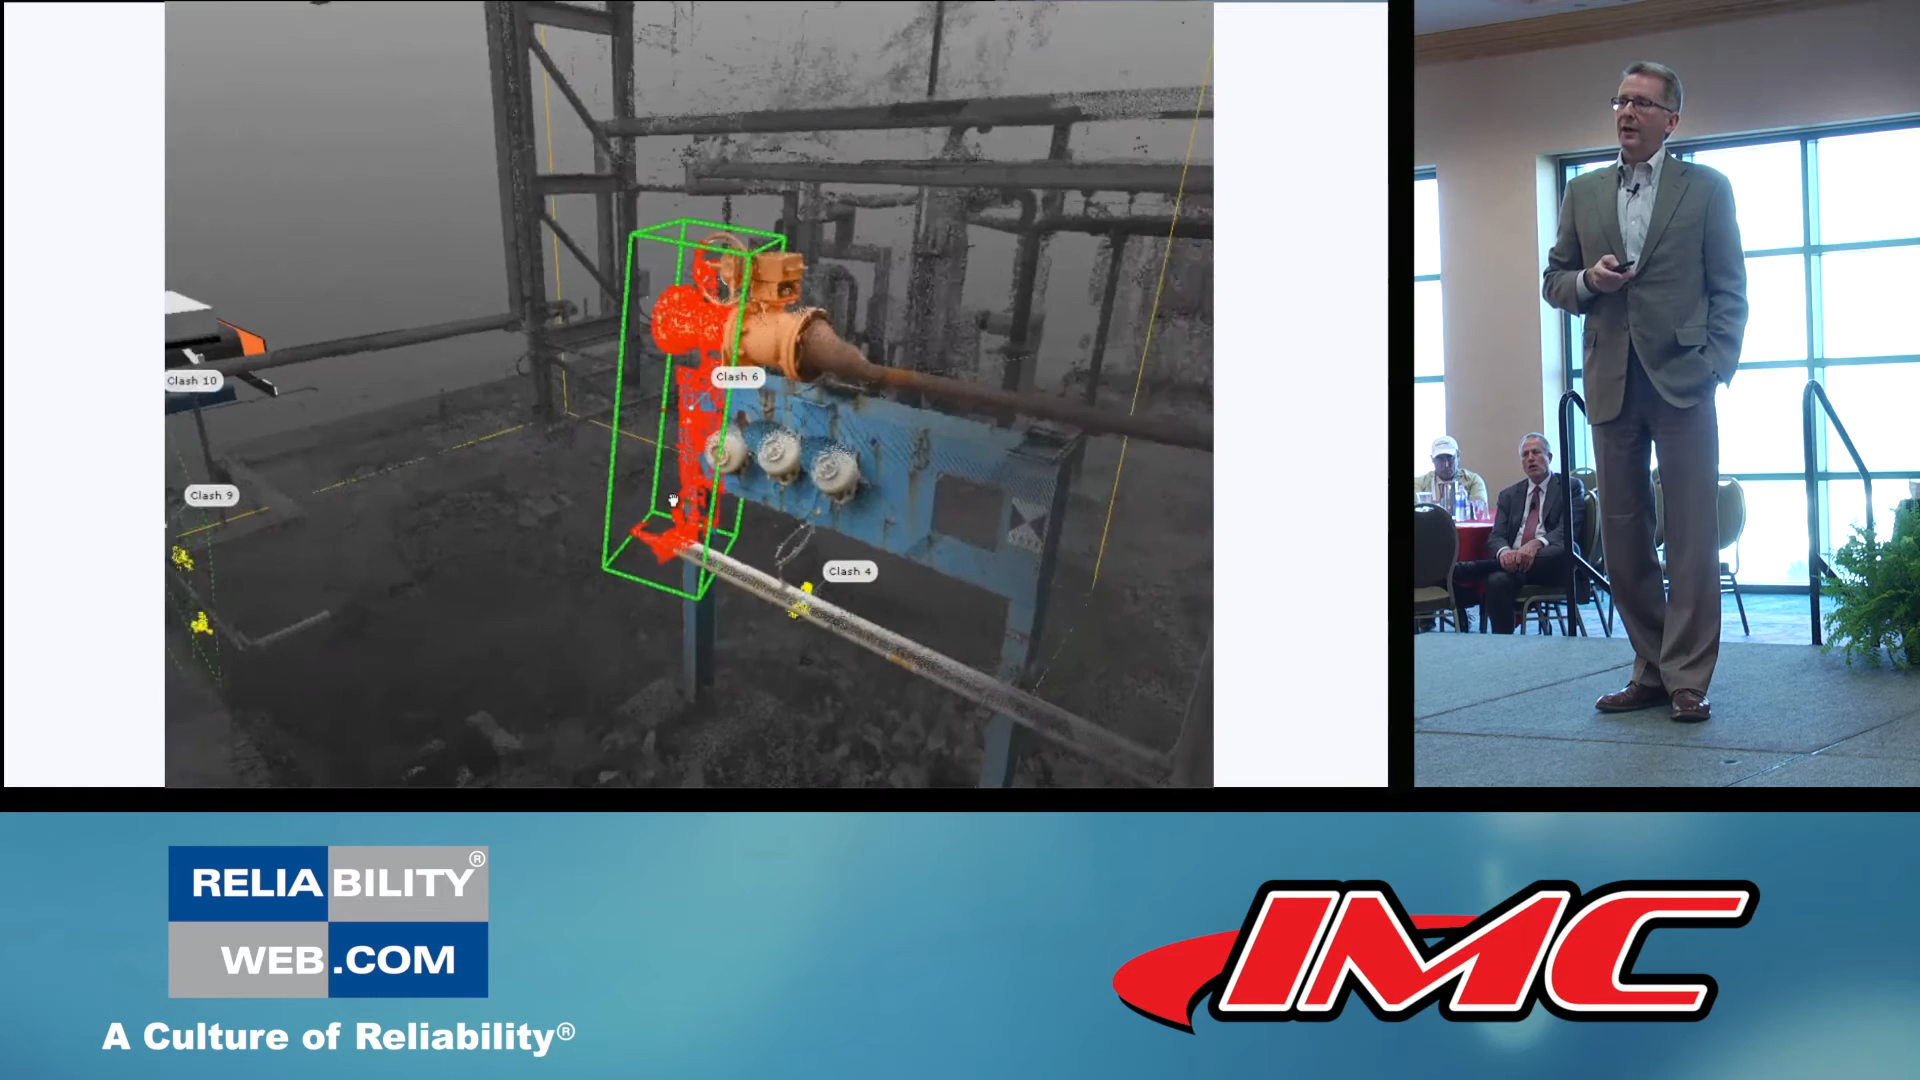 Clash 10
Clash 6
Clash 9
Clash 4
RELIABILITY®
WEB.COM
A Culture of Reliability®
IMC